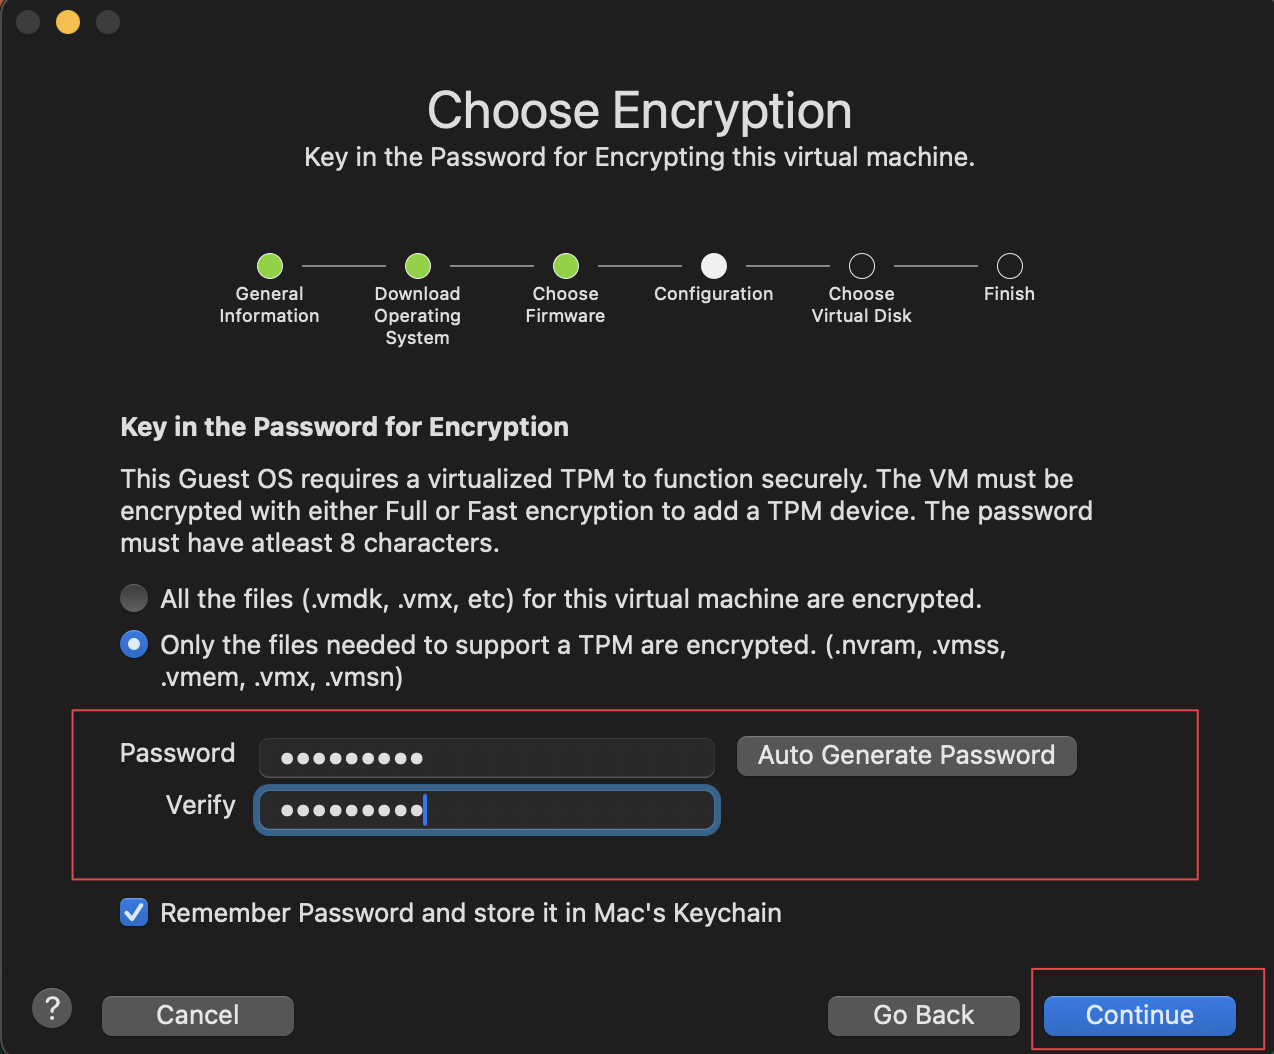 Choose Encryption
Key in the Password for Encrypting this virtual machine.
General
Information
Download
Operating
System
Choose
Firmware
Configuration
Choose
Virtual Disk
Finish
Key in the Password for Encryption
This Guest OS requires a virtualized TPM to function securely. The VM must be
encrypted with either Full or Fast encryption to add a TPM device. The password
must have atleast 8 characters.
All the files (.vmdk, .vmx, etc) for this virtual machine are encrypted.
Only the files needed to support a TPM are encrypted. (.nvram, .vmss,
.vmem, .vmx, .vmsn)
Password
●●●●●●●●●
Auto Generate Password
Verify
●●●●●●●●●
Remember Password and store it in Mac's Keychain
?
Cancel
Go Back
Continue